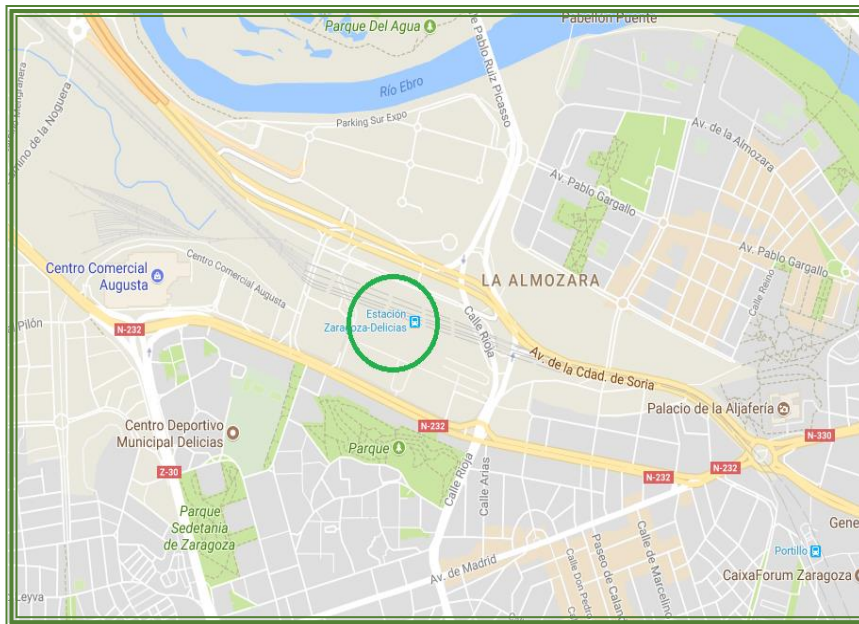 Pabellón Puente
Parque Del Agua
e Pablo Ruiz Picasso
Río Ebro
Parking Sur Expo
Camino de la Noguera
Av. de la Almozara
Av. Pablo Gargallo
Av. Pablo Gargallo
Calle Reino
Centro Comercial
Augusta
Centro Comercial Augusta
LA ALMOZARA
Estación
Zaragoza-Delicias
Calle Rioja
El Pilón
N-232
Av. de la Cdad. de Soria
Palacio de la Aljafería
Centro Deportivo
Municipal Delicias
N-232
N-330
Parque
N-232
N-232
Z-30
Calle Rioja
Calle Arias
Parque
Sedetania
de Zaragoza
Gene
Portillo
Av. de Madrid
Calle Don Pedro
Paseo de Calan
Calle de Marcelino
CaixaForum Zaragoza
Leyva